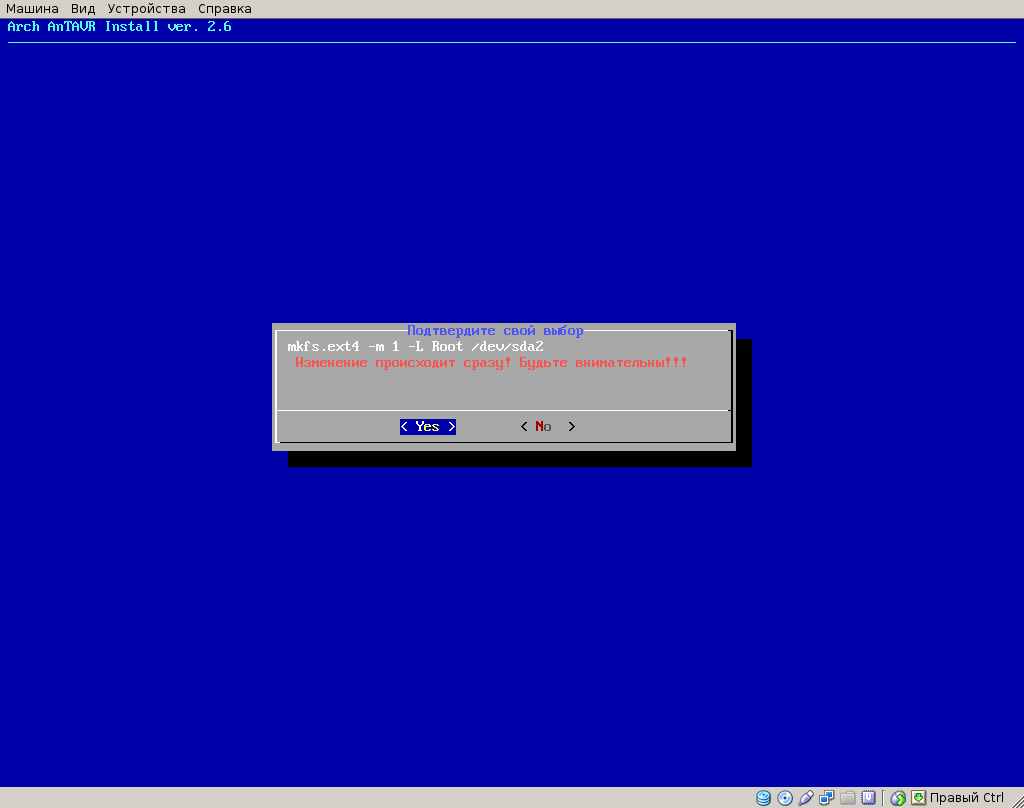 Машина Вид Устройства Справка
Arch AnTAVR Install ver. 2.6
Подтвердите свой выбор
mkfs.ext4 -m 1 -L Root /dev/sda2
Изменение происходит сразу! Будьте внимательны!!!
< Yes > < No >
Правый Ctrl